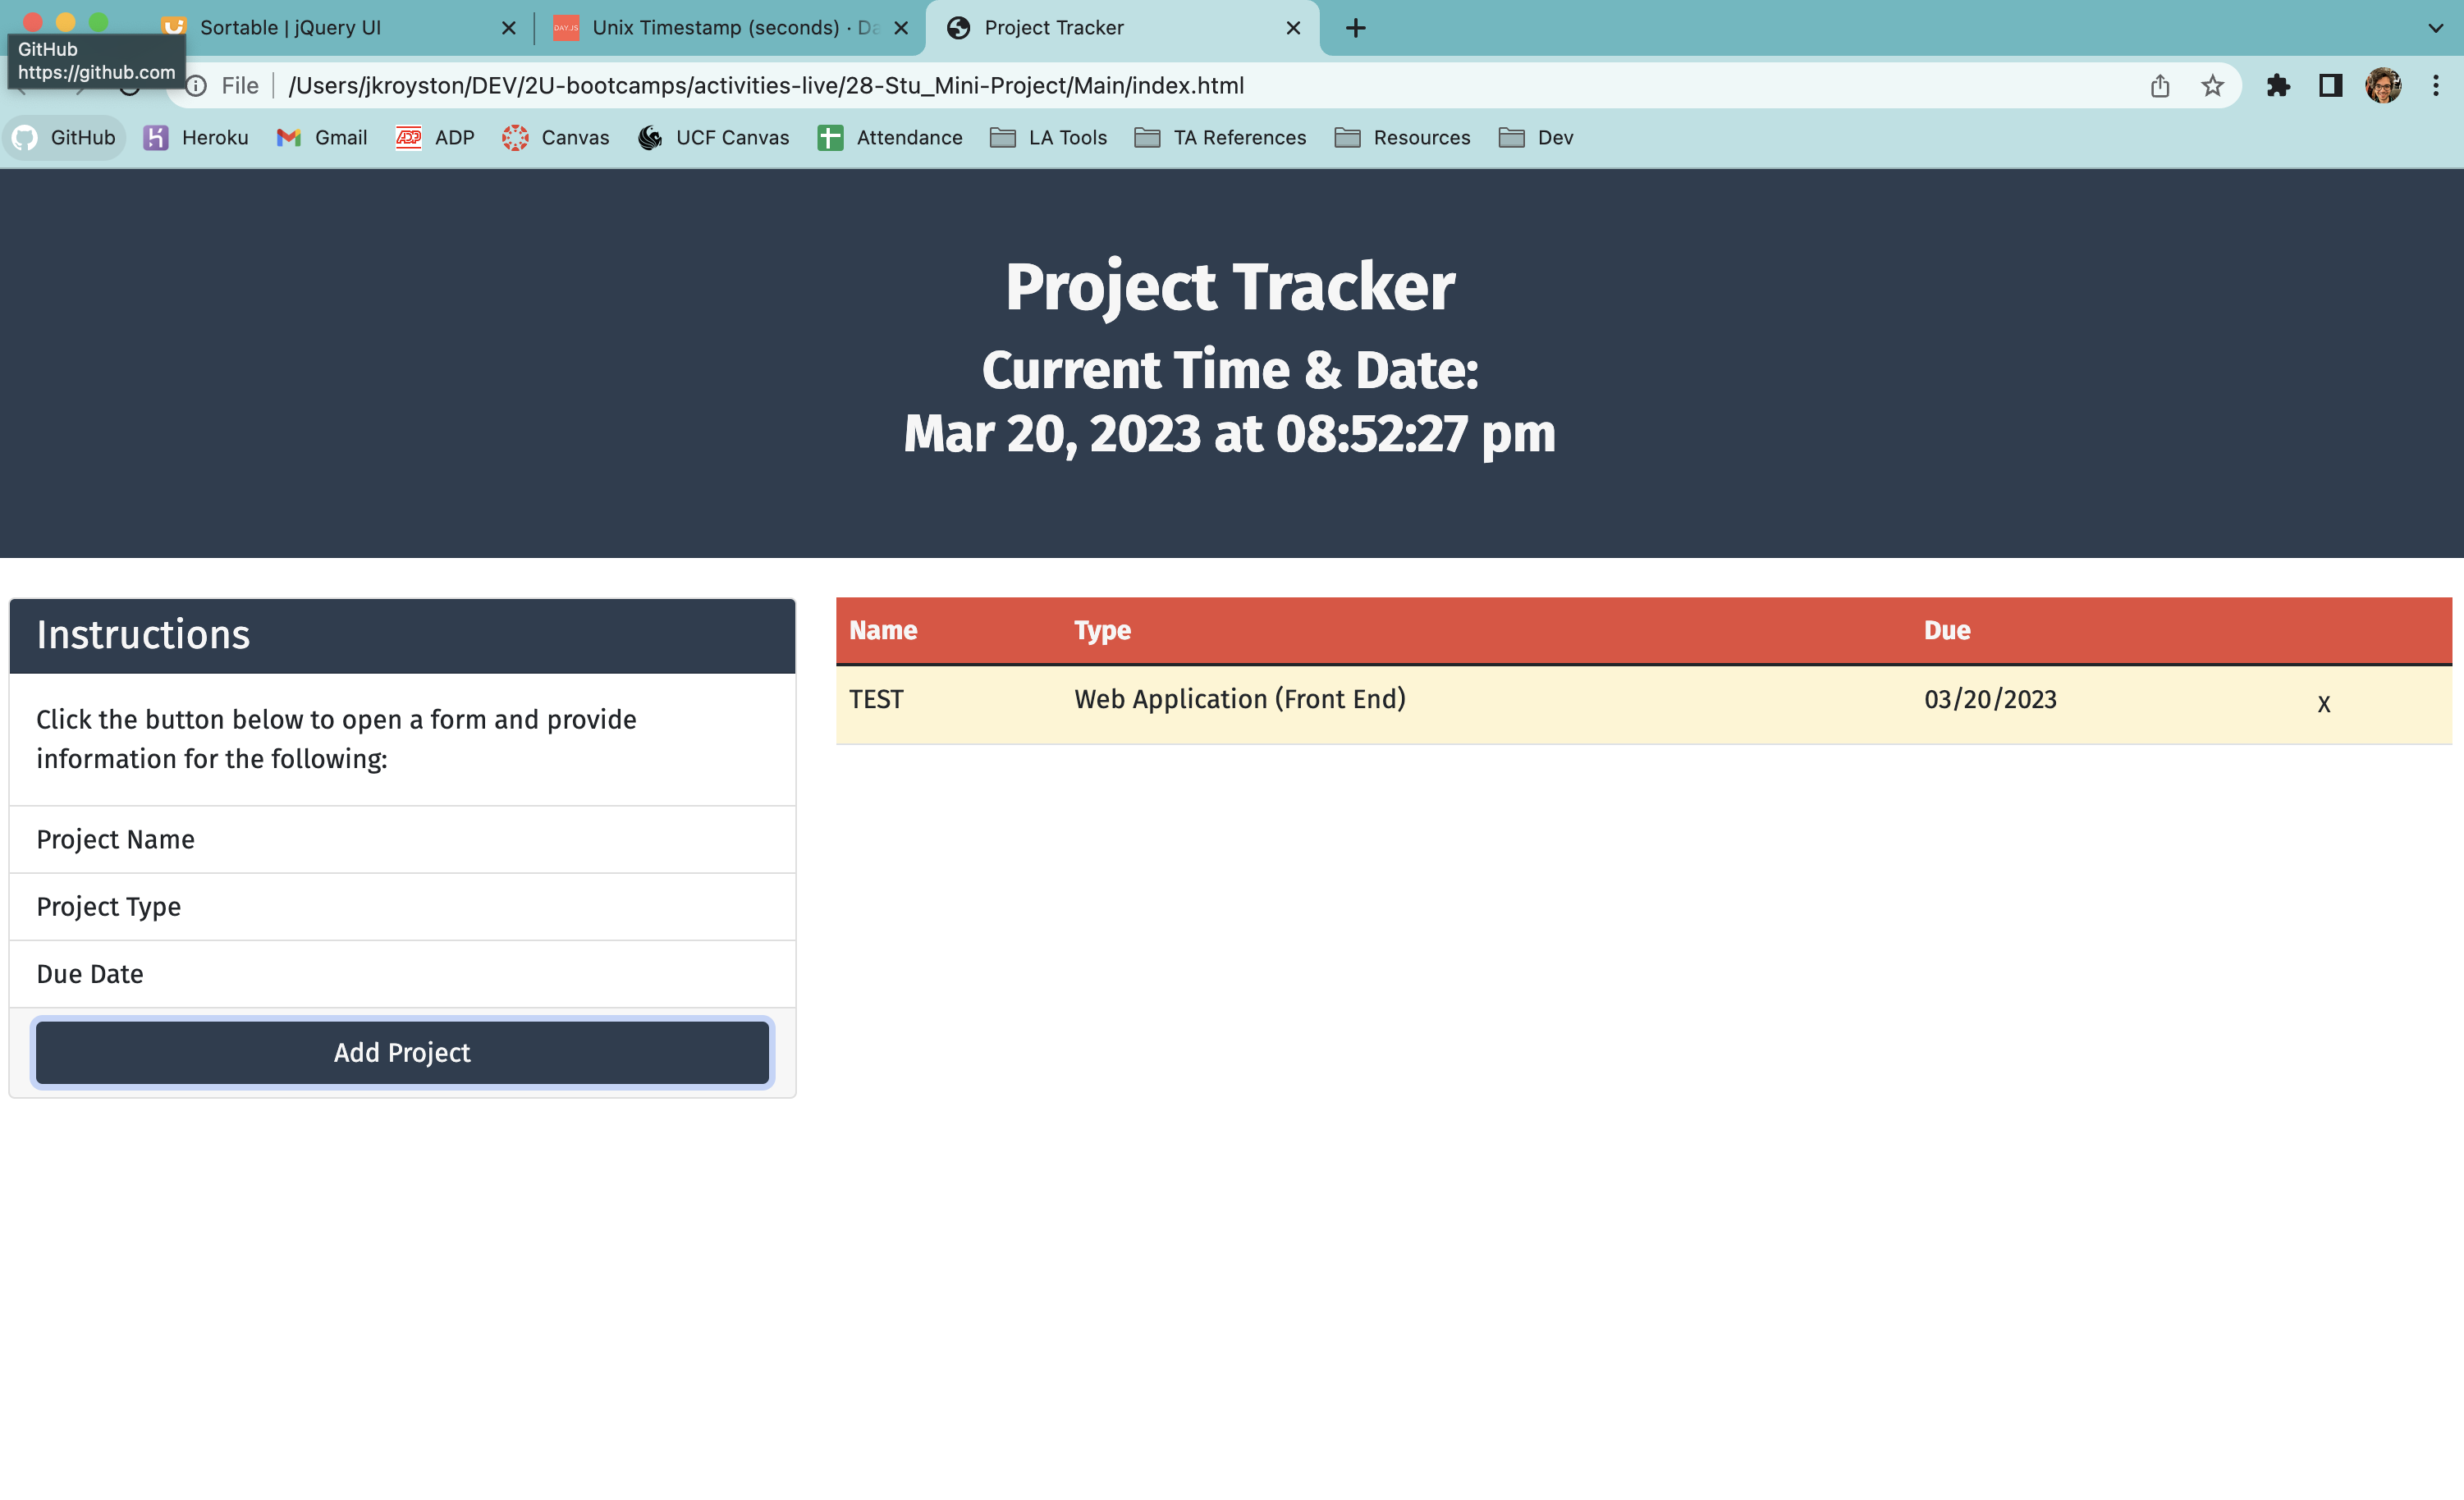 Sortable | jQuery UI
Unix Timestamp (seconds) · Da
Project Tracker
GitHub
https://github.com
File
/Users/jkroyston/DEV/2U-bootcamps/activities-live/28-Stu_Mini-Project/Main/index.html
GitHub
Heroku
Gmail
ADP
ADP
Canvas
UCF Canvas
Attendance
LA Tools
TA References
Resources
Dev
Project Tracker
Current Time & Date:
Mar 20, 2023 at 08:52:27 pm
Instructions
Click the button below to open a form and provide
information for the following:
Project Name
Project Type
Due Date
Add Project
Name Type Due
TEST Web Application (Front End) 03/20/2023 X